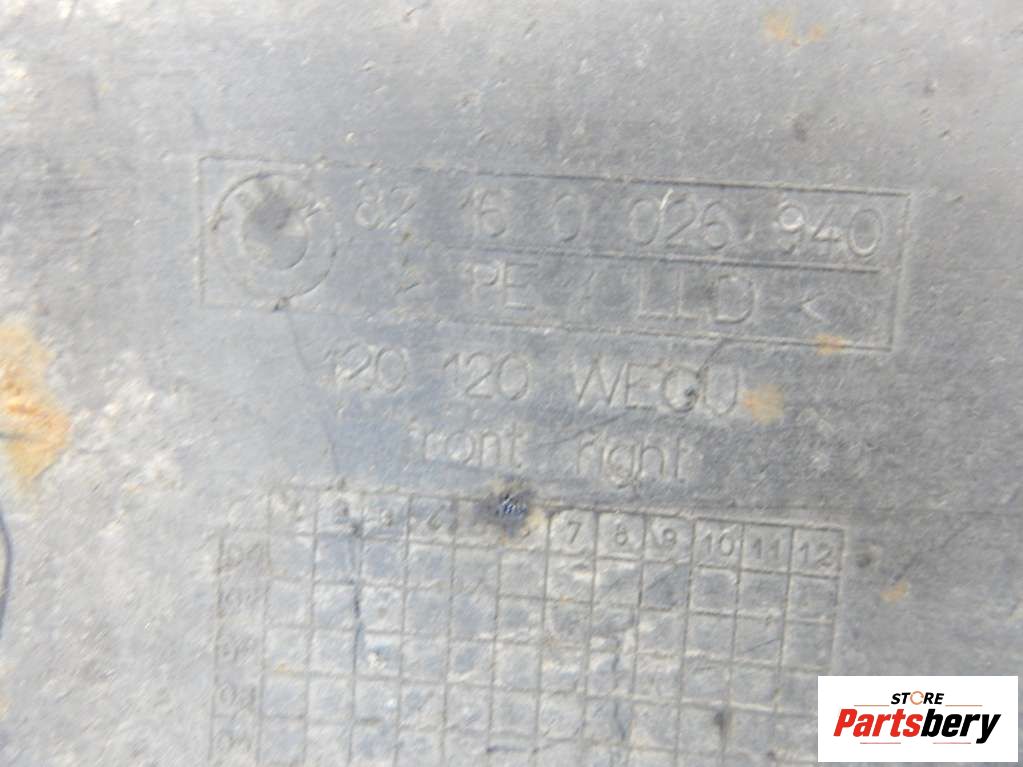 82 16 0 026 940
> PE / LLD <
120 120 WEGU
front right
7 8 9 10 11 12
STORE
Partsbery